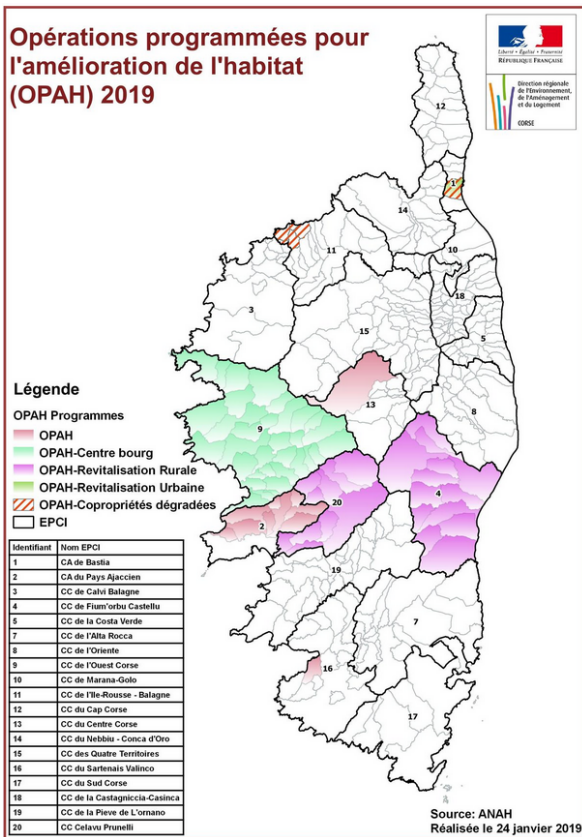 Opérations programmées pour
l'amélioration de l'habitat
(OPAH) 2019
Liberté • Égalité • Fraternité
RÉPUBLIQUE FRANÇAISE
Direction régionale
de l'Environnement,
de l'Aménagement
et du Logement
CORSE
12
1
14
10
11
3
18
15
5
13
8
9
4
20
2
19
7
16
17
Légende
OPAH Programmes
OPAH
OPAH-Centre bourg
OPAH-Revitalisation Rurale
OPAH-Revitalisation Urbaine
OPAH-Copropriétés dégradées
EPCI
Identifiant Nom EPCI
1 CA de Bastia
2 CA du Pays Ajaccien
3 CC de Calvi Balagne
4 CC de Fium'orbu Castellu
5 CC de la Costa Verde
7 CC de l'Alta Rocca
8 CC de l'Oriente
9 CC de l'Ouest Corse
10 CC de Marana-Golo
11 CC de l'Ile-Rousse - Balagne
12 CC du Cap Corse
13 CC du Centre Corse
14 CC du Nebbiu - Conca d'Oro
15 CC des Quatre Territoires
16 CC du Sartenais Valinco
17 CC du Sud Corse
18 CC de la Castagniccia-Casinca
19 CC de la Pieve de L'ornano
20 CC Celavu Prunelli
Source: ANAH
Réalisée le 24 janvier 2019